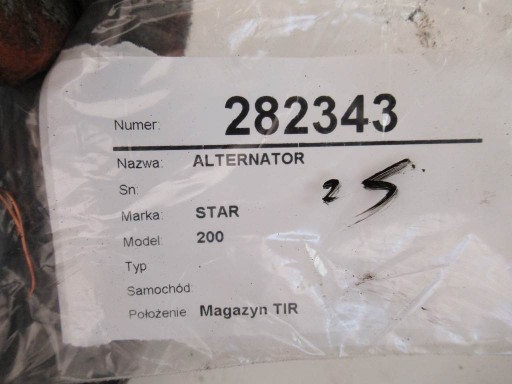 Numer: 282343
Nazwa: ALTERNATOR
Sn:
25
Marka: STAR
Model 200
Typ
Samochód
Położenie Magazyn TIR